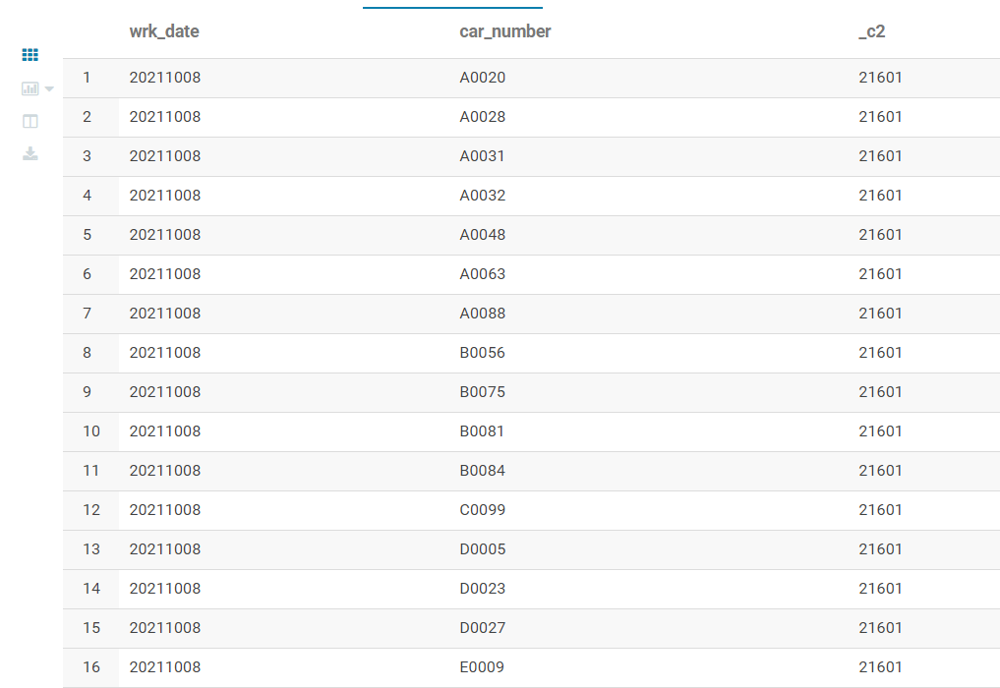 wrk_date car_number _c2
1 20211008 A0020 21601
2 20211008 A0028 21601
3 20211008 A0031 21601
4 20211008 A0032 21601
5 20211008 A0048 21601
6 20211008 A0063 21601
7 20211008 A0088 21601
8 20211008 B0056 21601
9 20211008 B0075 21601
10 20211008 B0081 21601
11 20211008 B0084 21601
12 20211008 C0099 21601
13 20211008 D0005 21601
14 20211008 D0023 21601
15 20211008 D0027 21601
16 20211008 E0009 21601